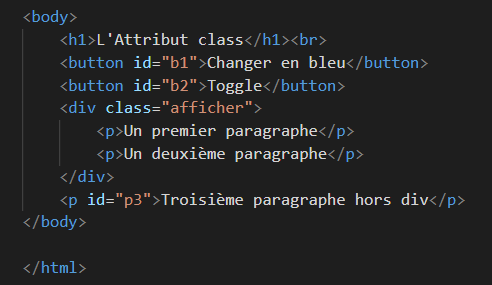 <body>
<h1>L'Attribut class</h1><br>
<button id="b1">Changer en bleu</button>
<button id="b2">Toggle</button>
<div class="afficher">
<p>Un premier paragraphe</p>
<p>Un deuxième paragraphe</p>
</div>
<p id="p3">Troisième paragraphe hors div</p>
</body>
</html>